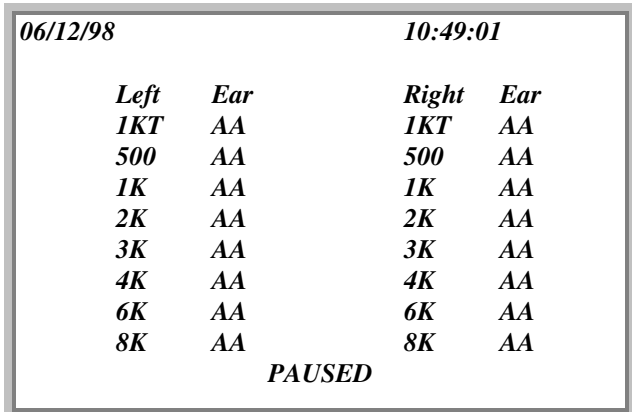 06/12/98 10:49:01
Left Ear Right Ear
1KT AA 1KT AA
500 AA 500 AA
1K AA 1K AA
2K AA 2K AA
3K AA 3K AA
4K AA 4K AA
6K AA 6K AA
8K AA 8K AA
PAUSED